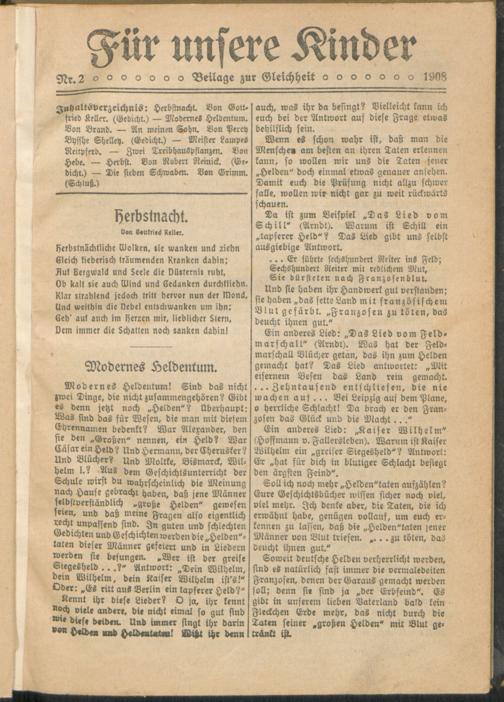 Für unsere Kinder
Nr. 2 ○ ○ ○ ○ ○ ○ ○ Beilage zur Gleichheit ○ ○ ○ ○ ○ ○ ○ 1908
Inhaltsverzeichnis: Herbstnacht. Von Gott-
fried Keller. (Gedicht.) — Modernes Heldentum.
Von Brand. — An meinen Sohn. Von Percy
Bysshe Shelley. (Gedicht.) — Meister Lampes
Reitpferd. — Zwei Treibhauspflanzen. Von
Hebe. — Herbst. Von Robert Reinick. (Ge-
dicht.) — Die sieben Schwaben. Von Grimm.
(Schluß.)
Herbstnacht.
Von Gottfried Keller.
Herbstnächtliche Wolken, sie wanken und ziehn
Gleich fieberisch träumenden Kranken dahin;
Auf Bergwald und Seele die Düsternis ruht,
Ob kalt sie auch Wind und Gedanken durchfliehn.
Klar strahlend jedoch tritt hervor nun der Mond,
Und weithin die Nebel entschwanken um ihn;
Geh' auf auch im Herzen mir, lieblicher Stern,
Dem immer die Schatten noch sanken dahin!
Modernes Heldentum.
Modernes Heldentum! Sind das nicht
zwei Dinge, die nicht zusammengehören? Gibt
es denn jetzt noch „Helden“? Überhaupt:
Was sind das für Wesen, die man mit diesem
Ehrennamen bedenkt? War Alexander, den
sie den „Großen“ nennen, ein Held? War
Cäsar ein Held? Und Hermann, der Cherusker?
Und Blücher? Und Moltke, Bismarck, Wil-
helm I.? Aus dem Geschichtsunterricht der
Schule wirst du wahrscheinlich die Meinung
nach Hause gebracht haben, daß jene Männer
selbstverständlich „große Helden“ gewesen
seien, und daß meine Fragen also eigentlich
recht unpassend sind. In guten und schlechten
Gedichten und Geschichten werden die „Helden“-
taten dieser Männer gefeiert und in Liedern
werden sie besungen. „Wer ist der greise
Siegesheld ...?“ Antwort: „Dein Wilhelm,
dein Wilhelm, dein Kaiser Wilhelm ist's!“
Oder: „Es ritt aus Berlin ein tapferer Held?“
Kennt ihr diese Lieder? O ja, ihr kennt
noch viele andere, die nicht einmal so gut sind
wie diese beiden. Und immer singt ihr darin
von Helden und Heldentaten! Wißt ihr denn
auch, was ihr da besingt? Vielleicht kann ich
euch bei der Antwort auf diese Frage etwas
behilflich sein.
Wenn es schon wahr ist, daß man die
Menschen am besten an ihren Taten erkennen
kann, so wollen wir uns die Taten jener
„Helden“ doch einmal etwas genauer ansehen.
Damit euch die Prüfung nicht allzu schwer
falle, wollen wir nicht gar zu weit rückwärts
schauen.
Da ist zum Beispiel „Das Lied vom
Schill“ (Arndt). Warum ist Schill ein
„tapferer Held“? Das Lied gibt uns selbst
ausgiebige Antwort.
... Er führte sechshundert Reiter ins Feld;
Sechshundert Reiter mit redlichem Mut,
Sie dürsteten nach Franzosenblut.
Und sie haben ihr Handwerk gut verstanden;
sie haben „das fette Land mit französischem
Blut gefärbt. „Franzosen zu töten, das
deucht ihnen gut.“
Ein anderes Lied: „Das Lied vom Feld-
marschall“ (Arndt). Was hat der Feld-
marschall Blücher getan, das ihn zum Helden
gemacht hat? Das Lied antwortet: „Mit
eisernem Besen das Land rein gemacht.
... Zehntausend entschliefen, die nie
wachen auf ... Bei Leipzig auf dem Plane,
o herrliche Schlacht! Da brach er den Fran-
zosen das Glück und die Macht ...“
Ein anderes Lied: „Kaiser Wilhelm“
(Hoffmann v. Fallersleben). Warum ist Kaiser
Wilhelm ein „greiser Siegesheld“? Antwort:
Er „hat für dich in blutiger Schlacht besiegt
den ärgsten Feind“.
Soll ich noch mehr „Helden“taten aufzählen?
Eure Geschichtsbücher wissen sicher noch viel,
viel mehr. Ich denke aber, die Taten, die ich
erwähnt habe, genügen vollauf, um euch er-
kennen zu lassen, daß die „Helden“taten jener
Männer von Blut triefen. „... zu töten, das
deucht ihnen gut.“
Soweit deutsche Helden verherrlicht werden,
sind es natürlich fast immer die vermaledeiten
Franzosen, denen der Garaus gemacht werden
soll; denn sie sind ja „der Erbfeind“. Es
gibt in unserem lieben Vaterland bald kein
Fleckchen Erde mehr, das nicht durch die
Taten seiner „großen Helden“ mit Blut ge-
tränkt ist.